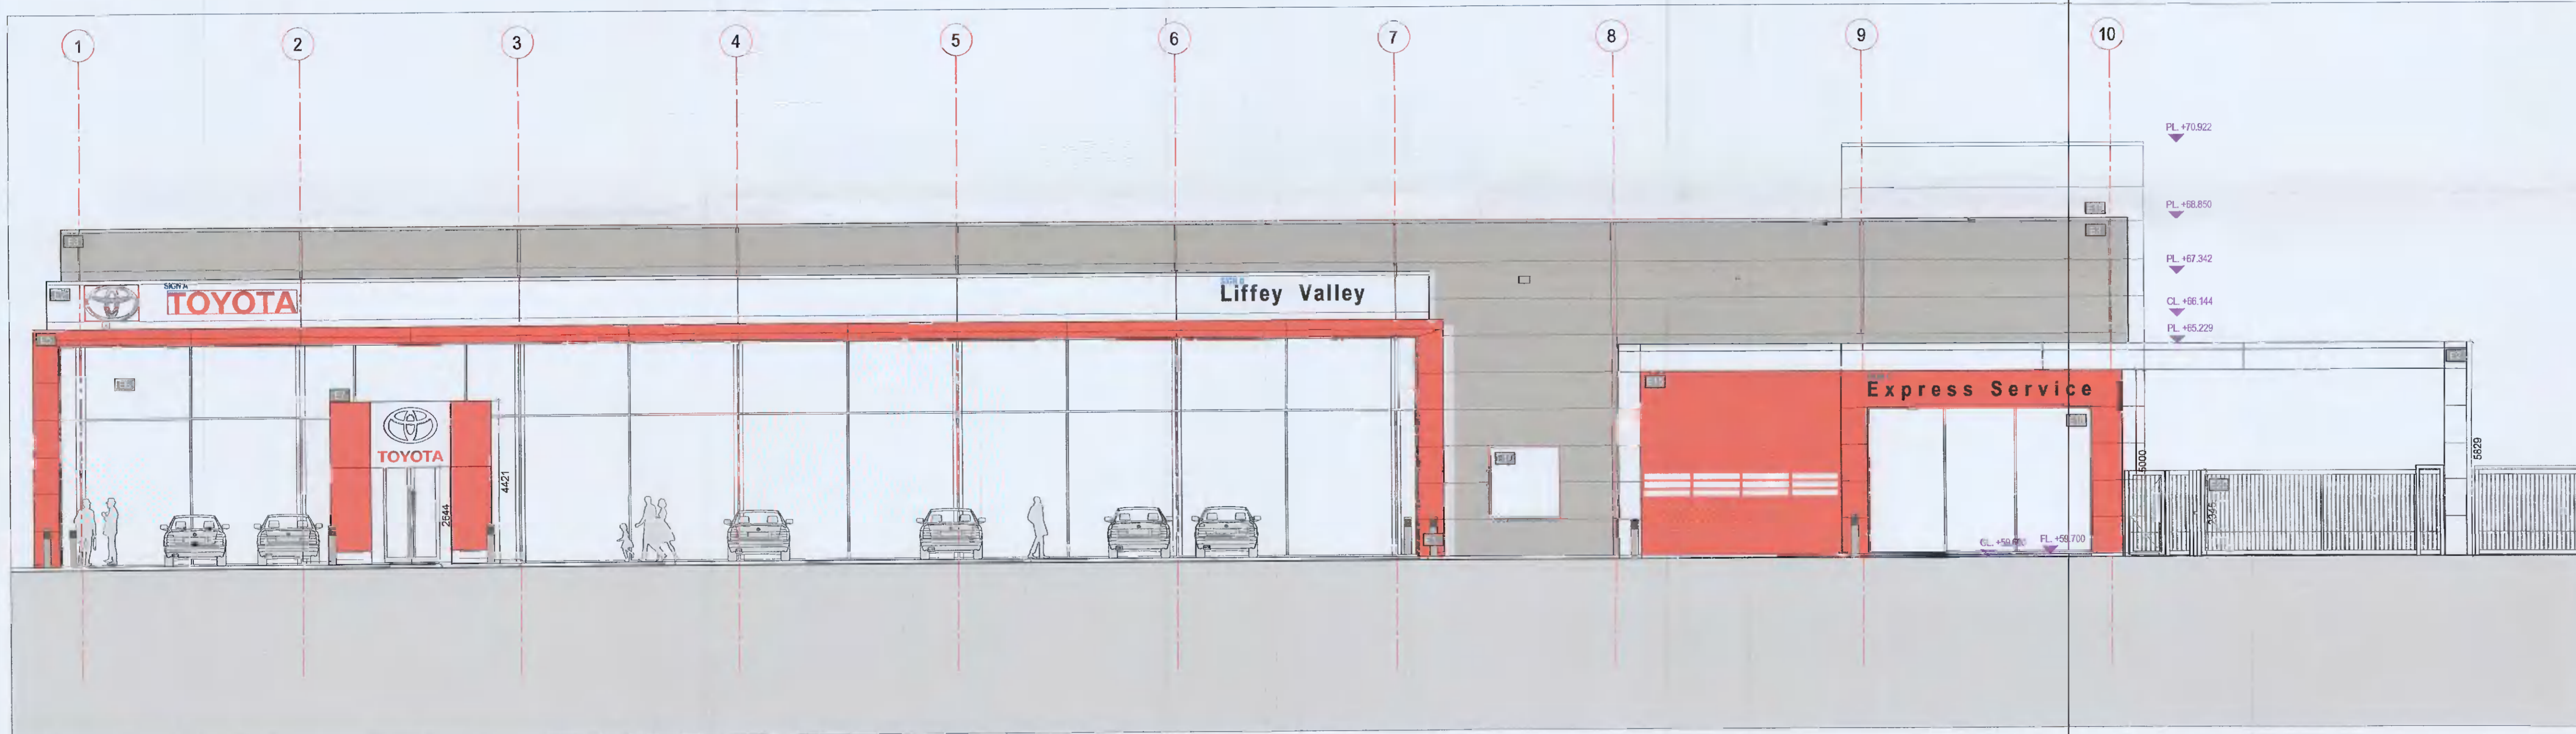 1 2 3 4 5 6 7 8 9 10
PL. +70.922
PL. +68.850
PL. +67.342
CL. +66.144
PL. +65.229
SIGN A
TOYOTA
Liffey Valley
Express Service
TOYOTA
4421
2644
5000
5829
2345
FL. +59.700